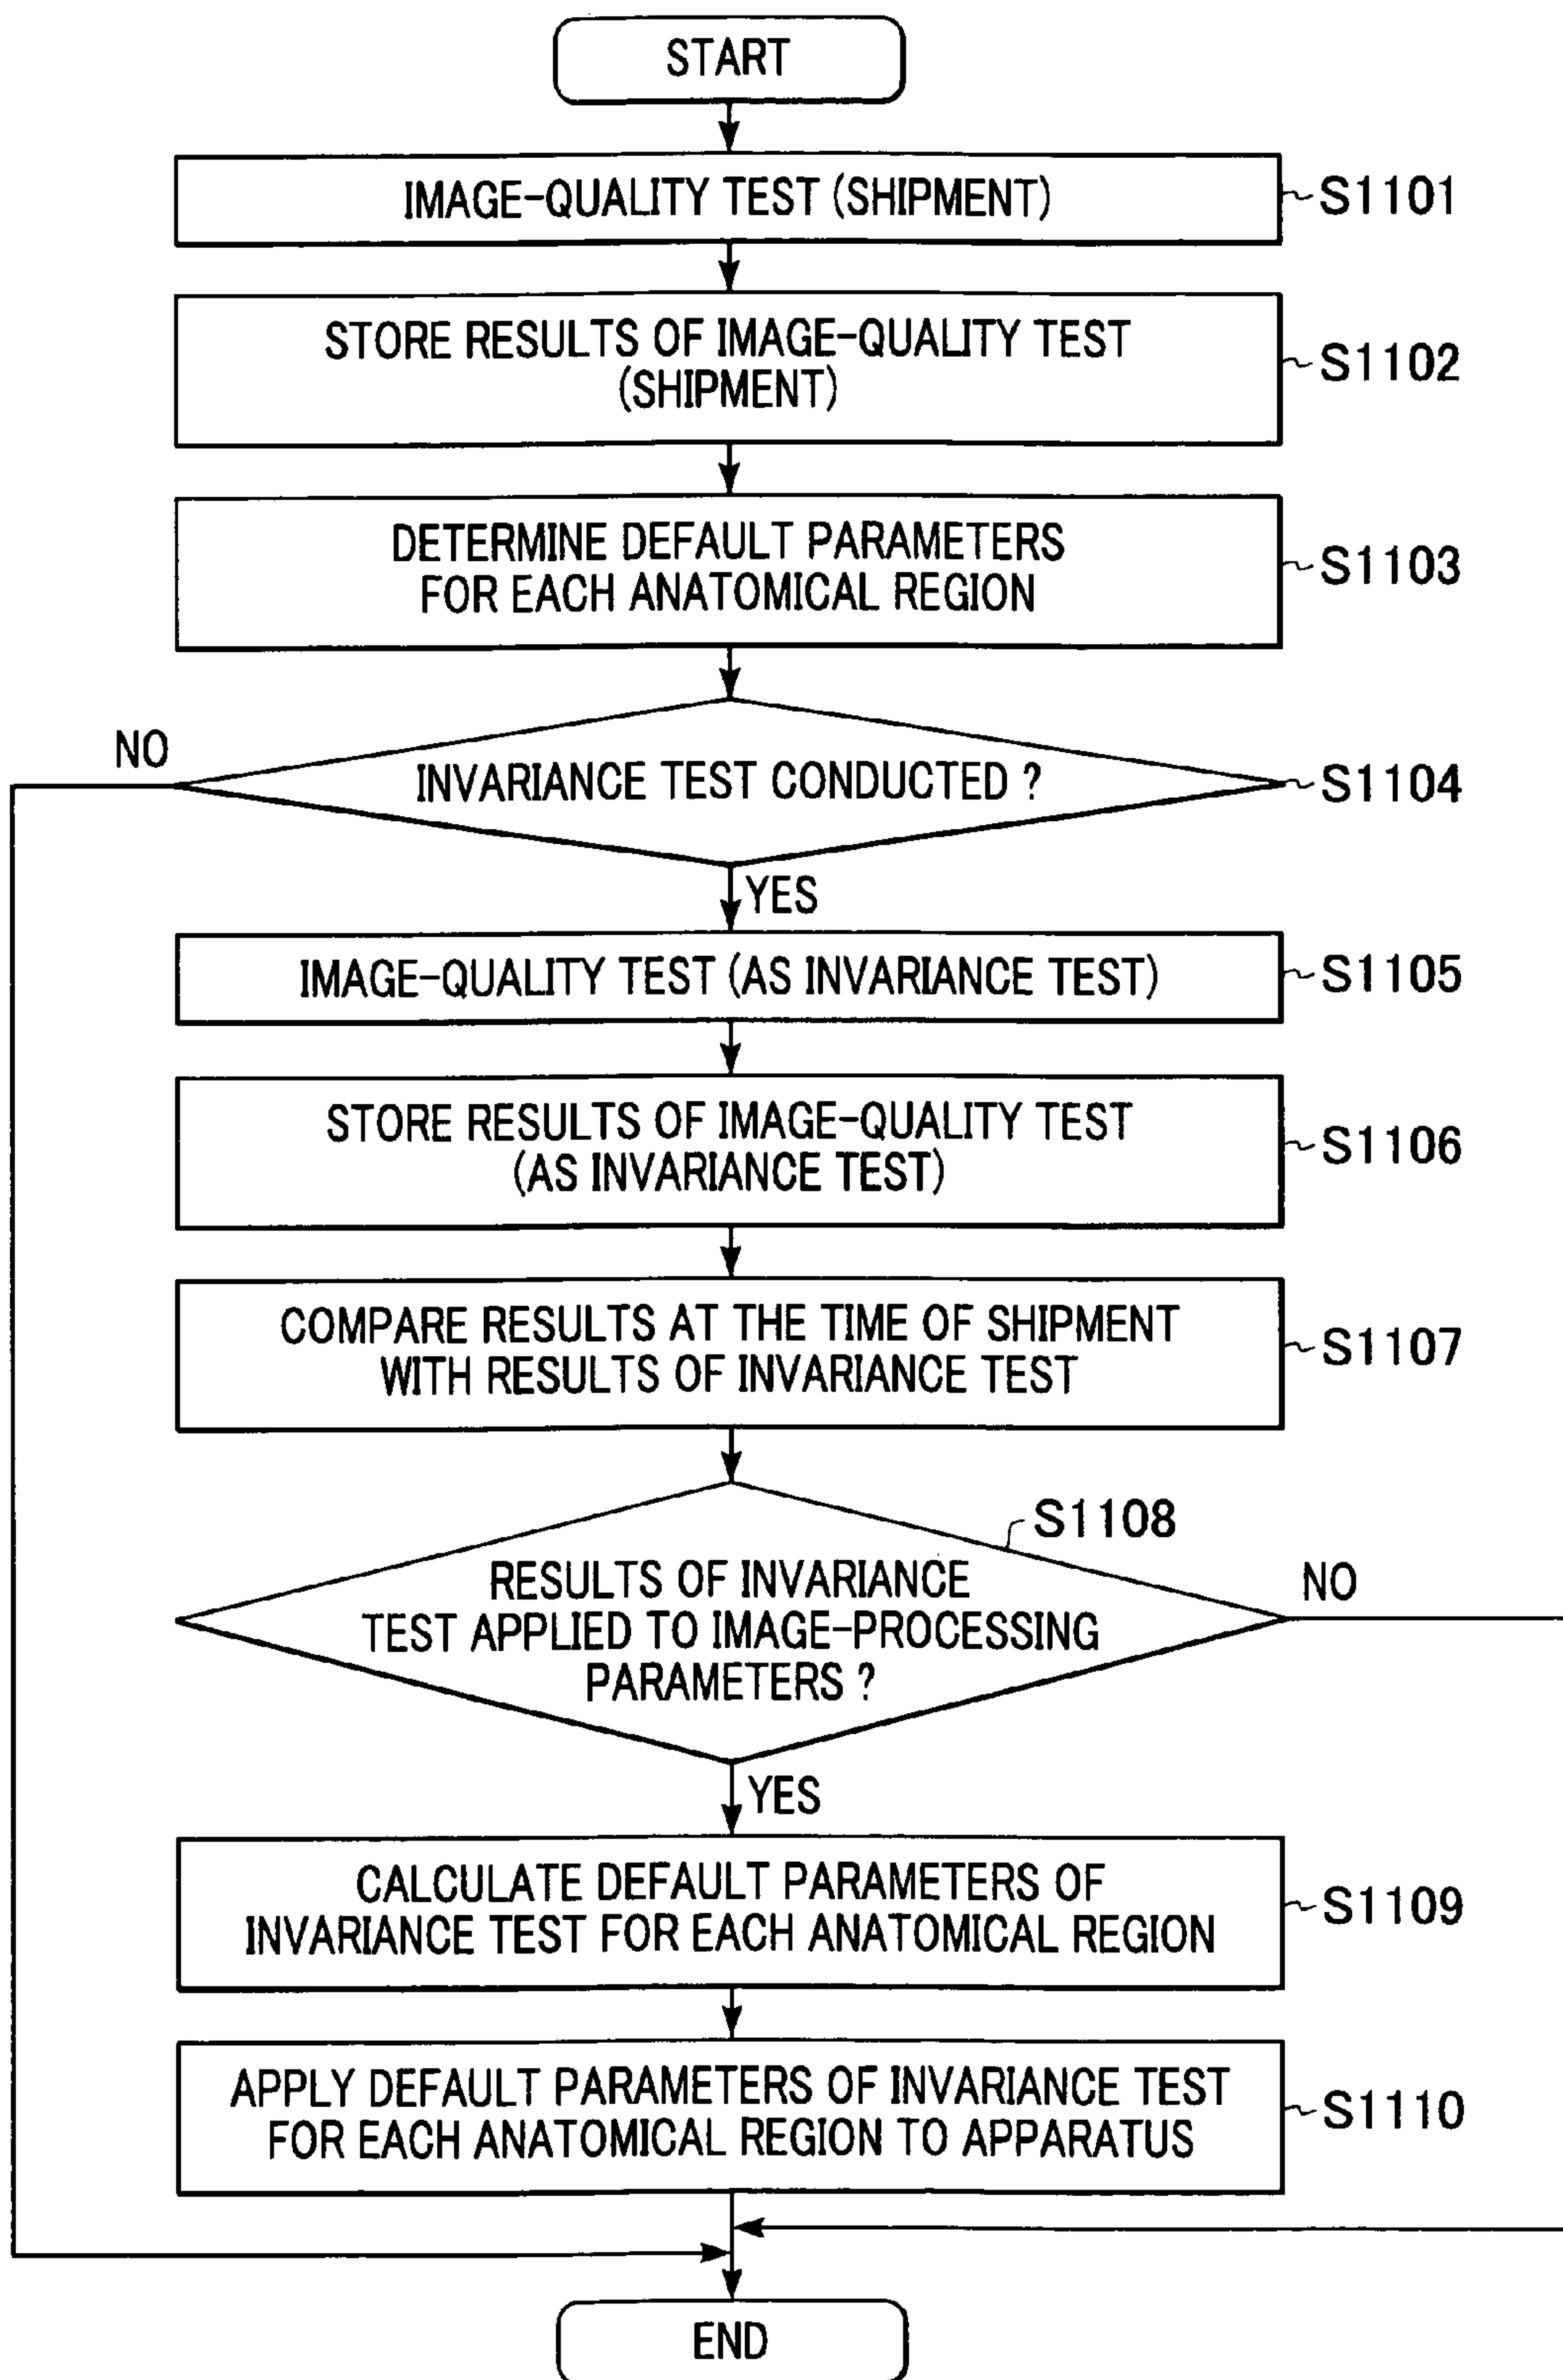 START
IMAGE-QUALITY TEST (SHIPMENT)
S1101
STORE RESULTS OF IMAGE-QUALITY TEST
(SHIPMENT)
S1102
DETERMINE DEFAULT PARAMETERS
FOR EACH ANATOMICAL REGION
S1103
NO
INVARIANCE TEST CONDUCTED ?
S1104
YES
IMAGE-QUALITY TEST (AS INVARIANCE TEST)
S1105
STORE RESULTS OF IMAGE-QUALITY TEST
(AS INVARIANCE TEST)
S1106
COMPARE RESULTS AT THE TIME OF SHIPMENT
WITH RESULTS OF INVARIANCE TEST
S1107
S1108
RESULTS OF INVARIANCE
TEST APPLIED TO IMAGE-PROCESSING
PARAMETERS ?
NO
YES
CALCULATE DEFAULT PARAMETERS OF
INVARIANCE TEST FOR EACH ANATOMICAL REGION
S1109
APPLY DEFAULT PARAMETERS OF INVARIANCE TEST
FOR EACH ANATOMICAL REGION TO APPARATUS
S1110
END